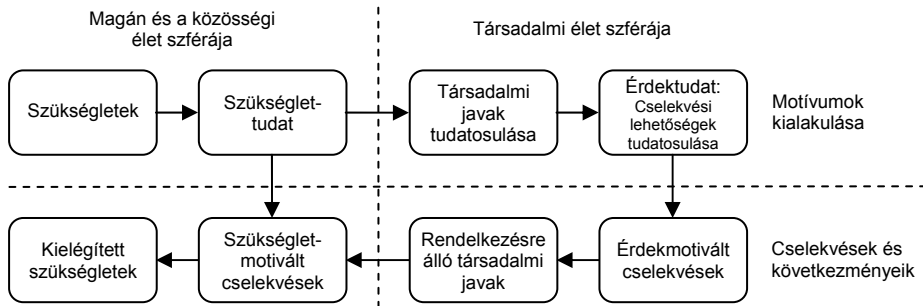 Magán és a közösségi
élet szférája
Társadalmi élet szférája
Szükségletek
Szükséglet-
tudat
Társadalmi
javak
tudatosulása
Érdektudat:
Cselekvési
lehetőségek
tudatosulása
Motívumok
kialakulása
Kielégített
szükségletek
Szükséglet-
motivált
cselekvések
Rendelkezésre
álló társadalmi
javak
Érdekmotivált
cselekvések
Cselekvések és
következményeik